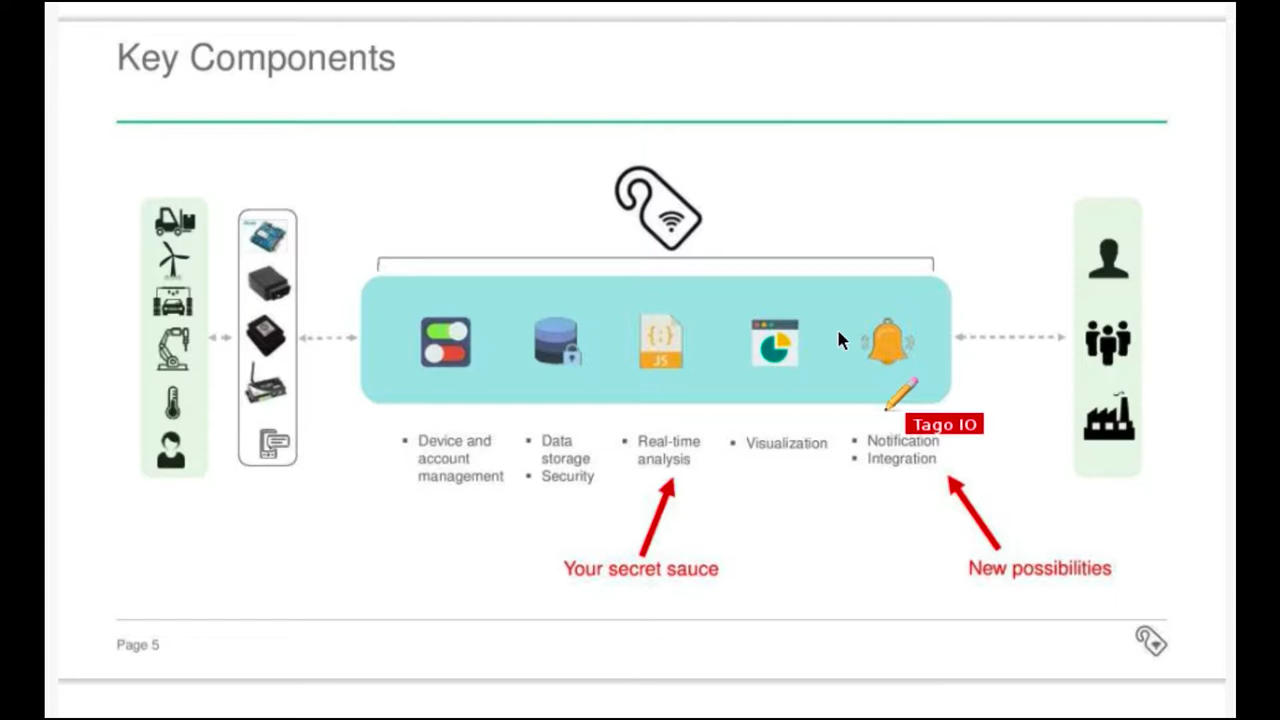 Key Components
JS
Tago IO
▪ Device and
account
management
▪ Data
storage
▪ Security
▪ Real-time
analysis
▪ Visualization
▪ Notification
▪ Integration
Your secret sauce
New possibilities
Page 5